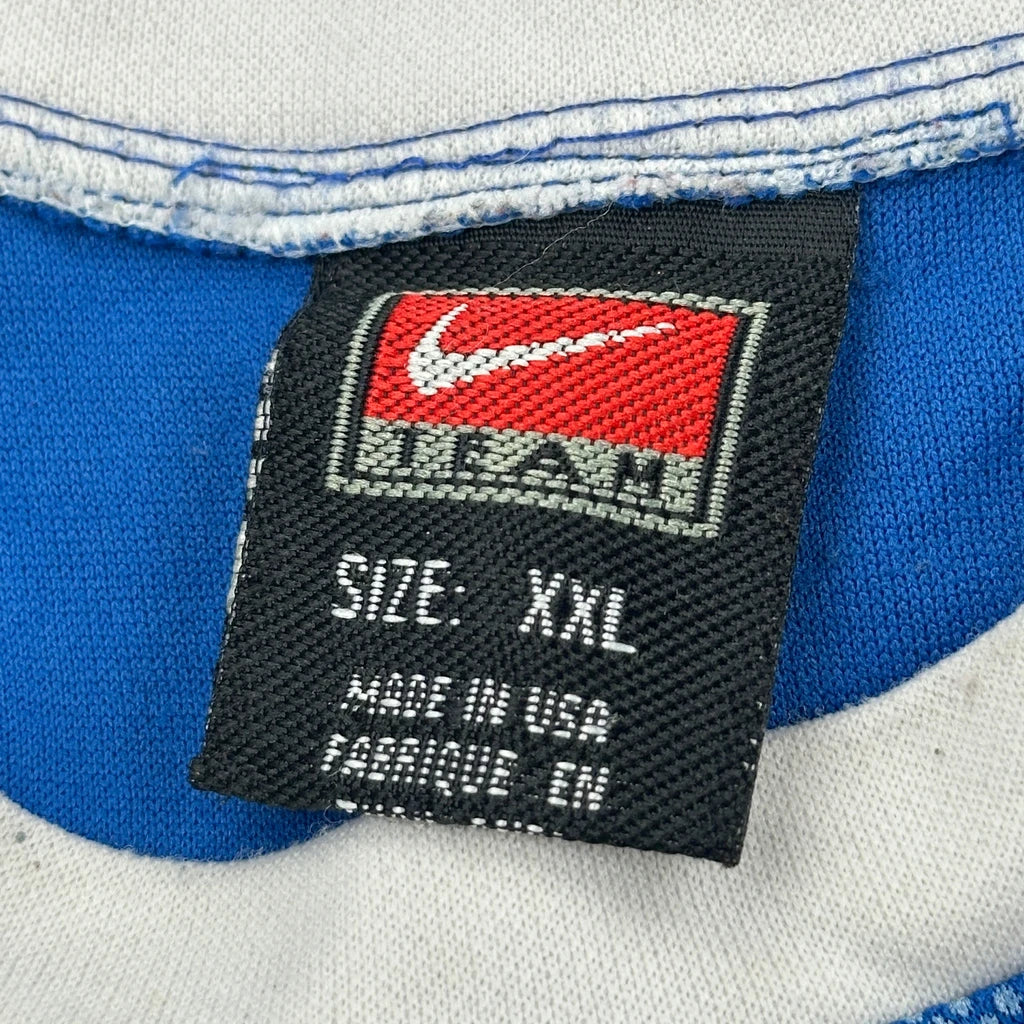 TEAM
SIZE: XXL
MADE IN USA
FABRIQUE EN